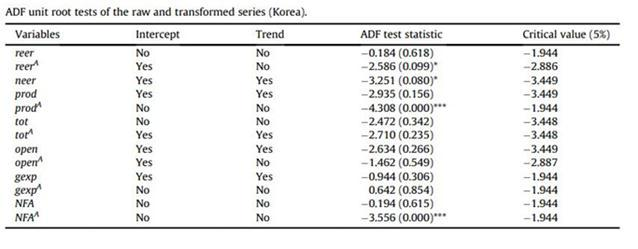 ADF unit root tests of the raw and transformed series (Korea).
Variables Intercept Trend ADF test statistic Critical value (5%)
reer No No −0.184 (0.618) −1.944
reer^A Yes No −2.586 (0.099)* −2.886
neer Yes Yes −3.251 (0.080)* −3.449
prod Yes Yes −2.935 (0.156) −3.449
prod^A No No −4.308 (0.000)*** −1.944
tot No No −2.472 (0.342) −3.448
tot^A Yes Yes −2.710 (0.235) −3.448
open Yes Yes −2.634 (0.266) −3.449
open^A Yes No −1.462 (0.549) −2.887
gexp Yes Yes −0.944 (0.306) −1.944
gexp^A No No 0.642 (0.854) −1.944
NFA No No −0.194 (0.615) −1.944
NFA^A No No −3.556 (0.000)*** −1.944